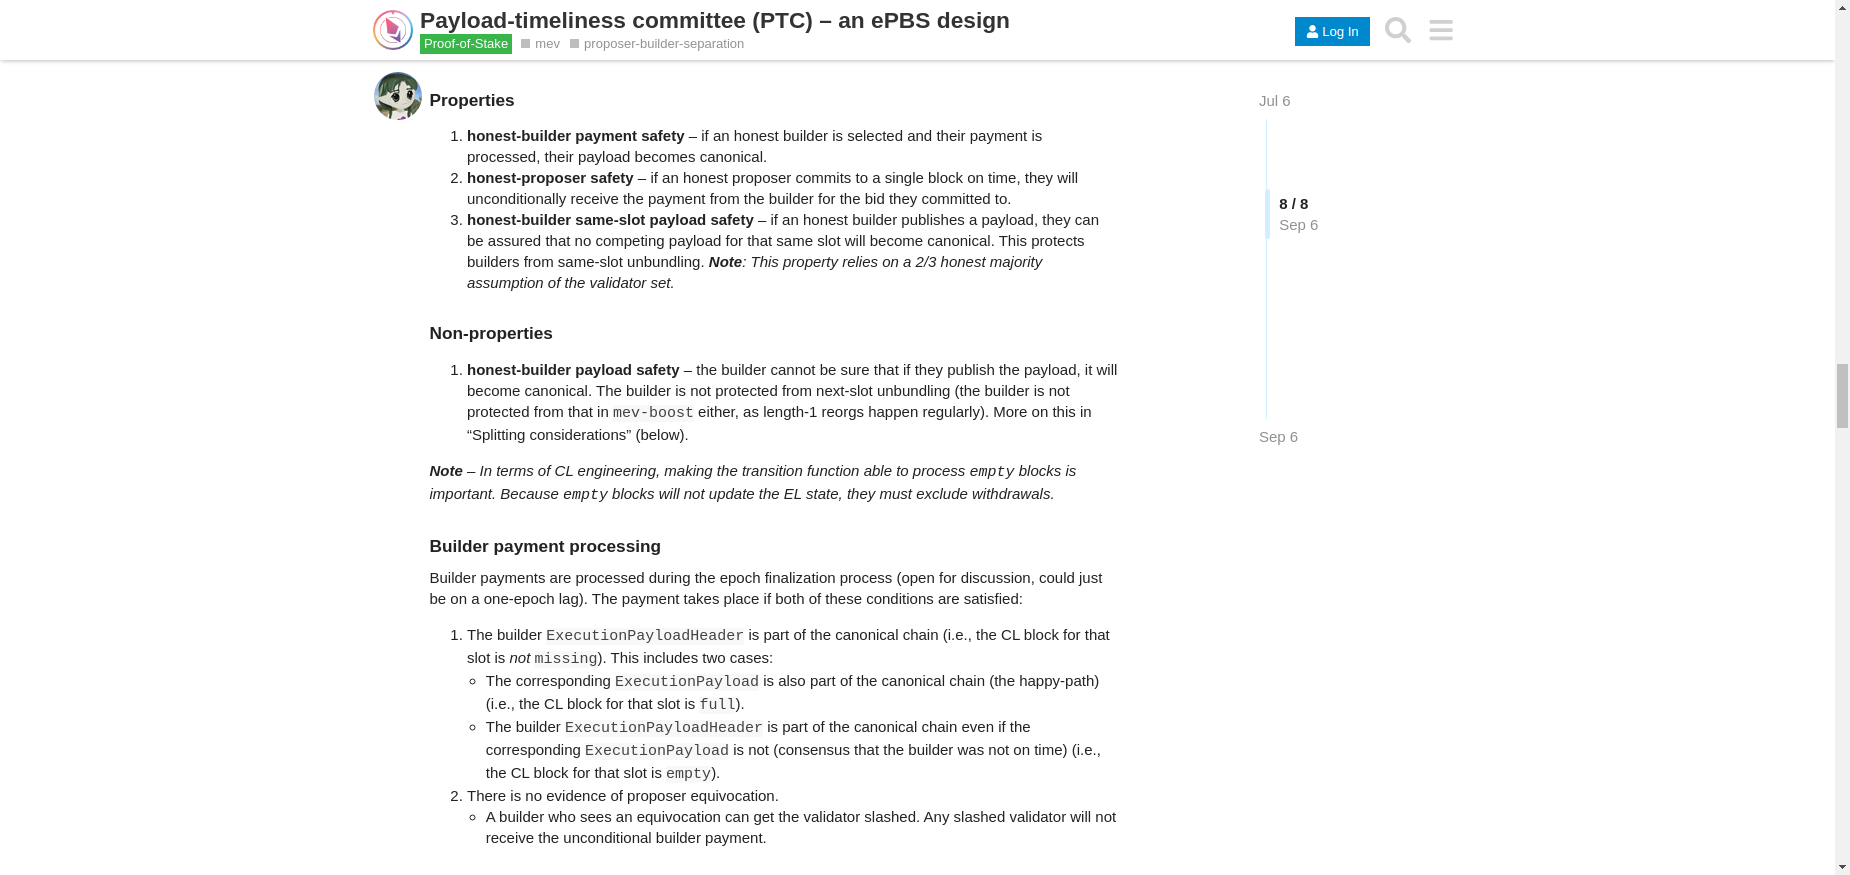 Payload-timeliness committee (PTC) – an ePBS design
Proof-of-Stake mev proposer-builder-separation
Log In
Properties
1. honest-builder payment safety – if an honest builder is selected and their payment is
processed, their payload becomes canonical.
2. honest-proposer safety – if an honest proposer commits to a single block on time, they will
unconditionally receive the payment from the builder for the bid they committed to.
3. honest-builder same-slot payload safety – if an honest builder publishes a payload, they can
be assured that no competing payload for that same slot will become canonical. This protects
builders from same-slot unbundling. Note: This property relies on a 2/3 honest majority
assumption of the validator set.
Non-properties
1. honest-builder payload safety – the builder cannot be sure that if they publish the payload, it will
become canonical. The builder is not protected from next-slot unbundling (the builder is not
protected from that in mev-boost either, as length-1 reorgs happen regularly). More on this in
“Splitting considerations” (below).
Note – In terms of CL engineering, making the transition function able to process empty blocks is
important. Because empty blocks will not update the EL state, they must exclude withdrawals.
Builder payment processing
Builder payments are processed during the epoch finalization process (open for discussion, could just
be on a one-epoch lag). The payment takes place if both of these conditions are satisfied:
1. The builder ExecutionPayloadHeader is part of the canonical chain (i.e., the CL block for that
slot is not missing). This includes two cases:
◦ The corresponding ExecutionPayload is also part of the canonical chain (the happy-path)
(i.e., the CL block for that slot is full).
◦ The builder ExecutionPayloadHeader is part of the canonical chain even if the
corresponding ExecutionPayload is not (consensus that the builder was not on time) (i.e.,
the CL block for that slot is empty).
2. There is no evidence of proposer equivocation.
◦ A builder who sees an equivocation can get the validator slashed. Any slashed validator will not
receive the unconditional builder payment.
Jul 6
8 / 8
Sep 6
Sep 6